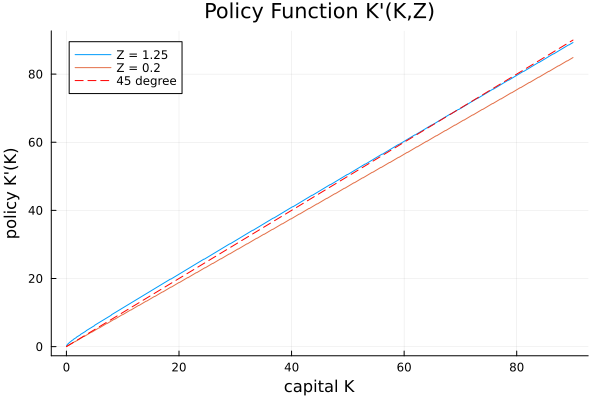 Policy Function K'(K,Z)
Z = 1.25
Z = 0.2
45 degree
policy K'(K)
80
60
40
20
0
0 20 40 60 80
capital K